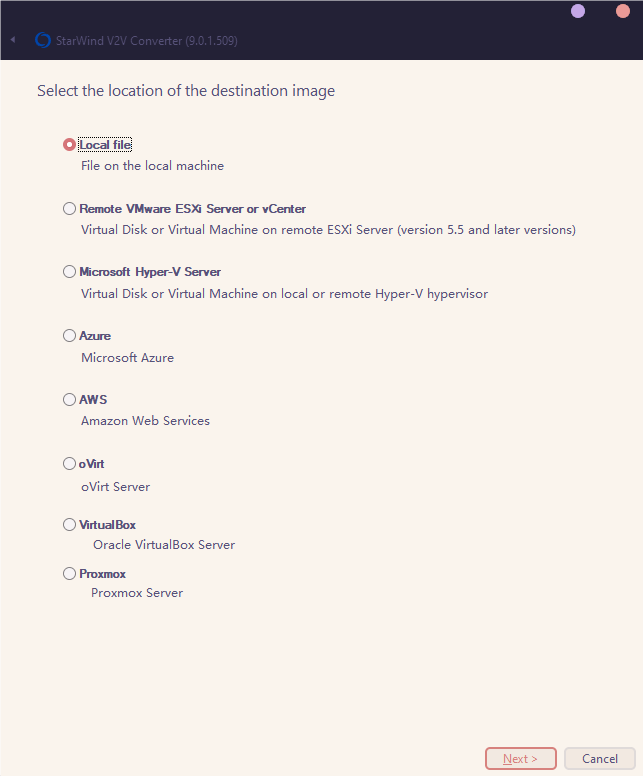 StarWind V2V Converter (9.0.1.509)
Select the location of the destination image
Local file
File on the local machine
Remote VMware ESXi Server or vCenter
Virtual Disk or Virtual Machine on remote ESXi Server (version 5.5 and later versions)
Microsoft Hyper-V Server
Virtual Disk or Virtual Machine on local or remote Hyper-V hypervisor
Azure
Microsoft Azure
AWS
Amazon Web Services
oVirt
oVirt Server
VirtualBox
Oracle VirtualBox Server
Proxmox
Proxmox Server
Next >
Cancel